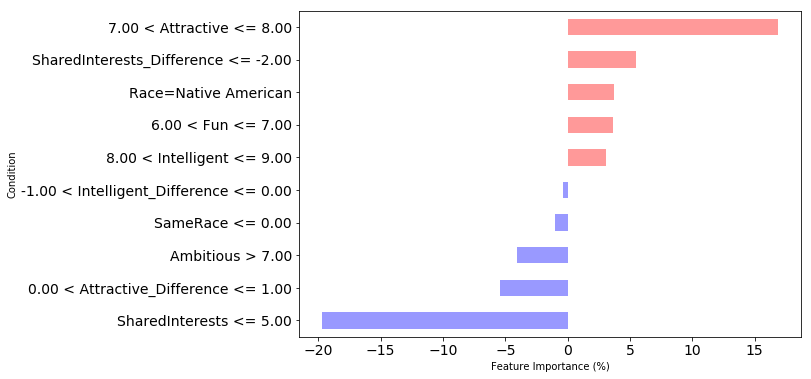 7.00 < Attractive <= 8.00
SharedInterests_Difference <= -2.00
Race=Native American
6.00 < Fun <= 7.00
8.00 < Intelligent <= 9.00
-1.00 < Intelligent_Difference <= 0.00
SameRace <= 0.00
Ambitious > 7.00
0.00 < Attractive_Difference <= 1.00
SharedInterests <= 5.00
Condition
−20 −15 −10 −5 0 5 10 15
Feature Importance (%)